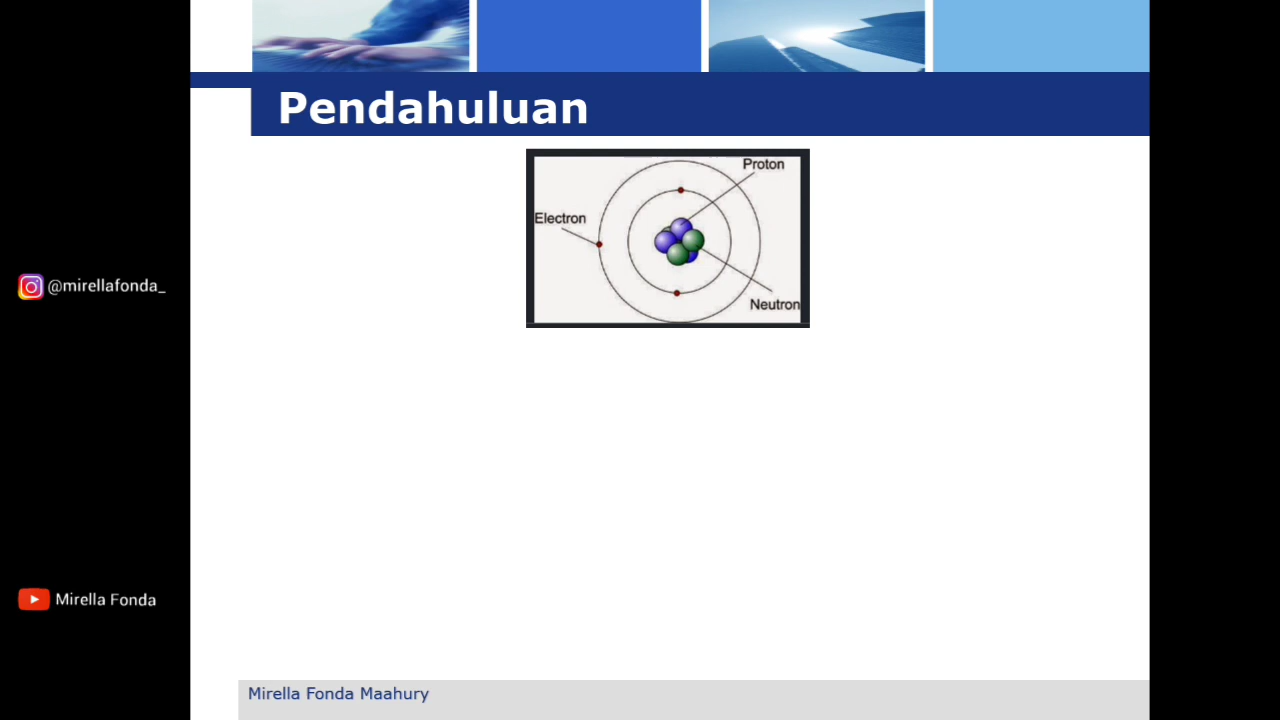 Pendahuluan
Proton
Electron
Neutron
@mirellafonda_
Mirella Fonda
Mirella Fonda Maahury